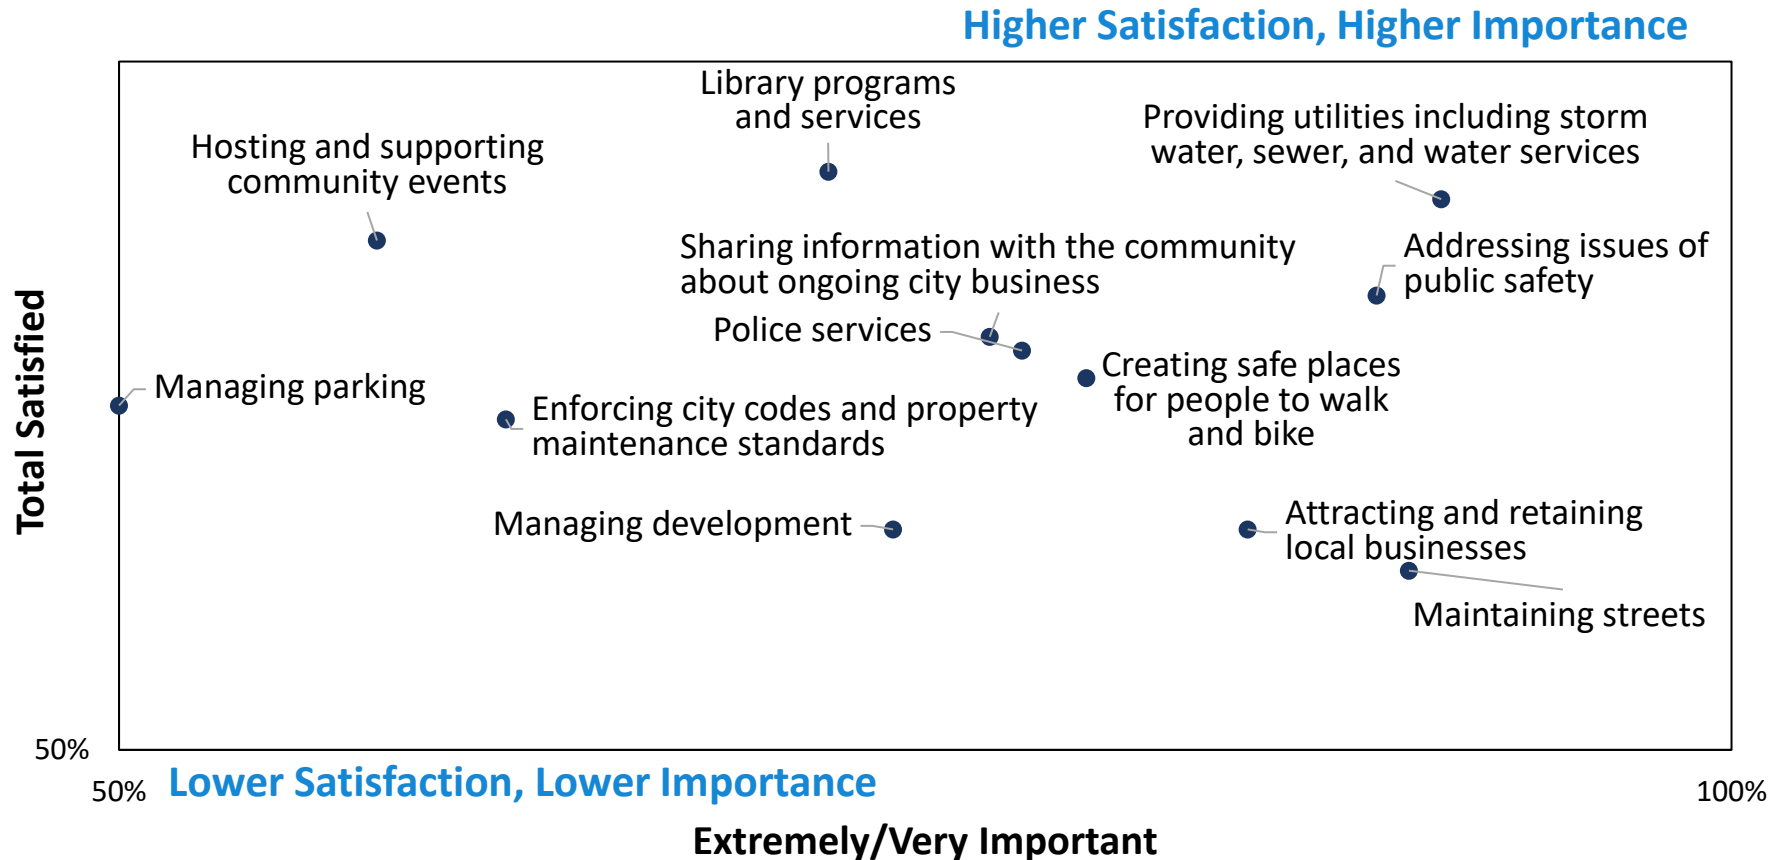 Higher Satisfaction, Higher Importance
Library programs
and services
Providing utilities including storm
water, sewer, and water services
Hosting and supporting
community events
Sharing information with the community
about ongoing city business
Addressing issues of
public safety
Police services
Creating safe places
for people to walk
and bike
Managing parking
Enforcing city codes and property
maintenance standards
Managing development
Attracting and retaining
local businesses
Maintaining streets
Total Satisfied
50%
50%
Lower Satisfaction, Lower Importance
100%
Extremely/Very Important